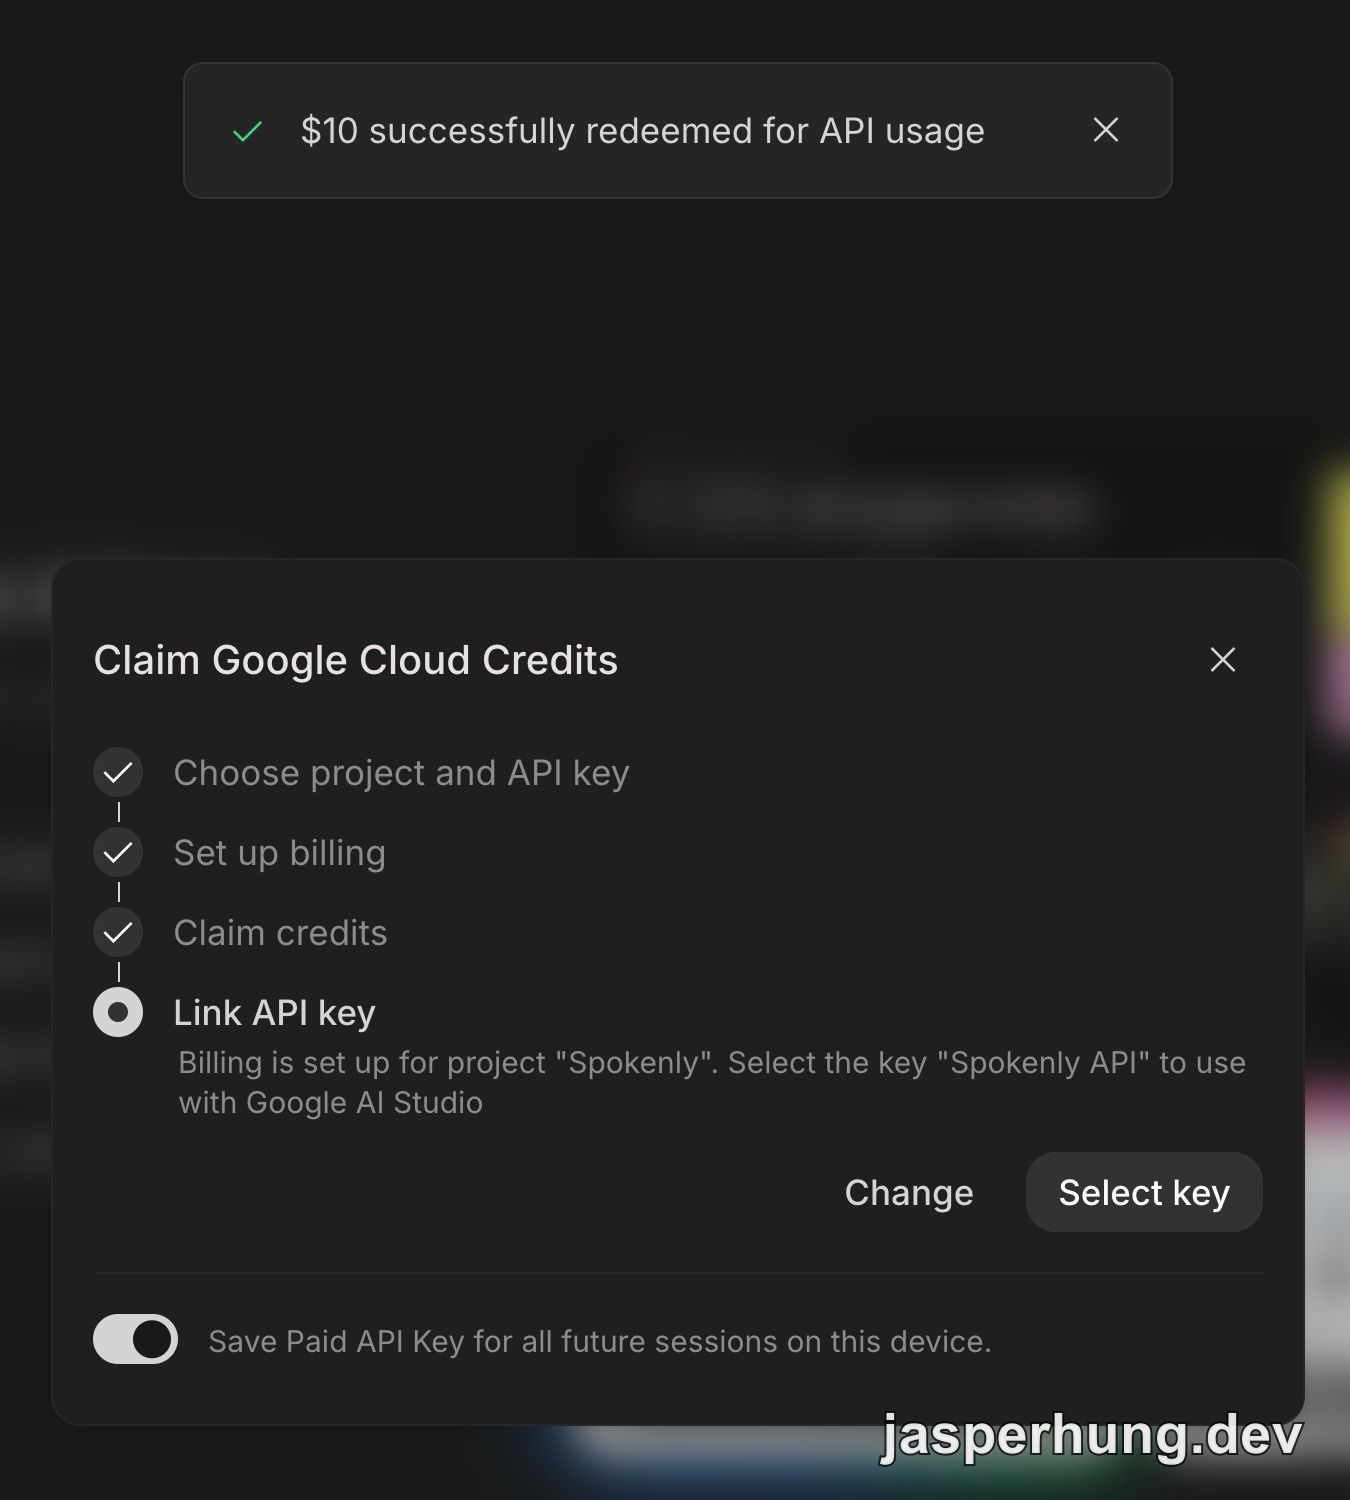 $10 successfully redeemed for API usage
Claim Google Cloud Credits
Choose project and API key
Set up billing
Claim credits
Link API key
Billing is set up for project "Spokenly". Select the key "Spokenly API" to use
with Google AI Studio
Change
Select key
Save Paid API Key for all future sessions on this device.
jasperhung.dev